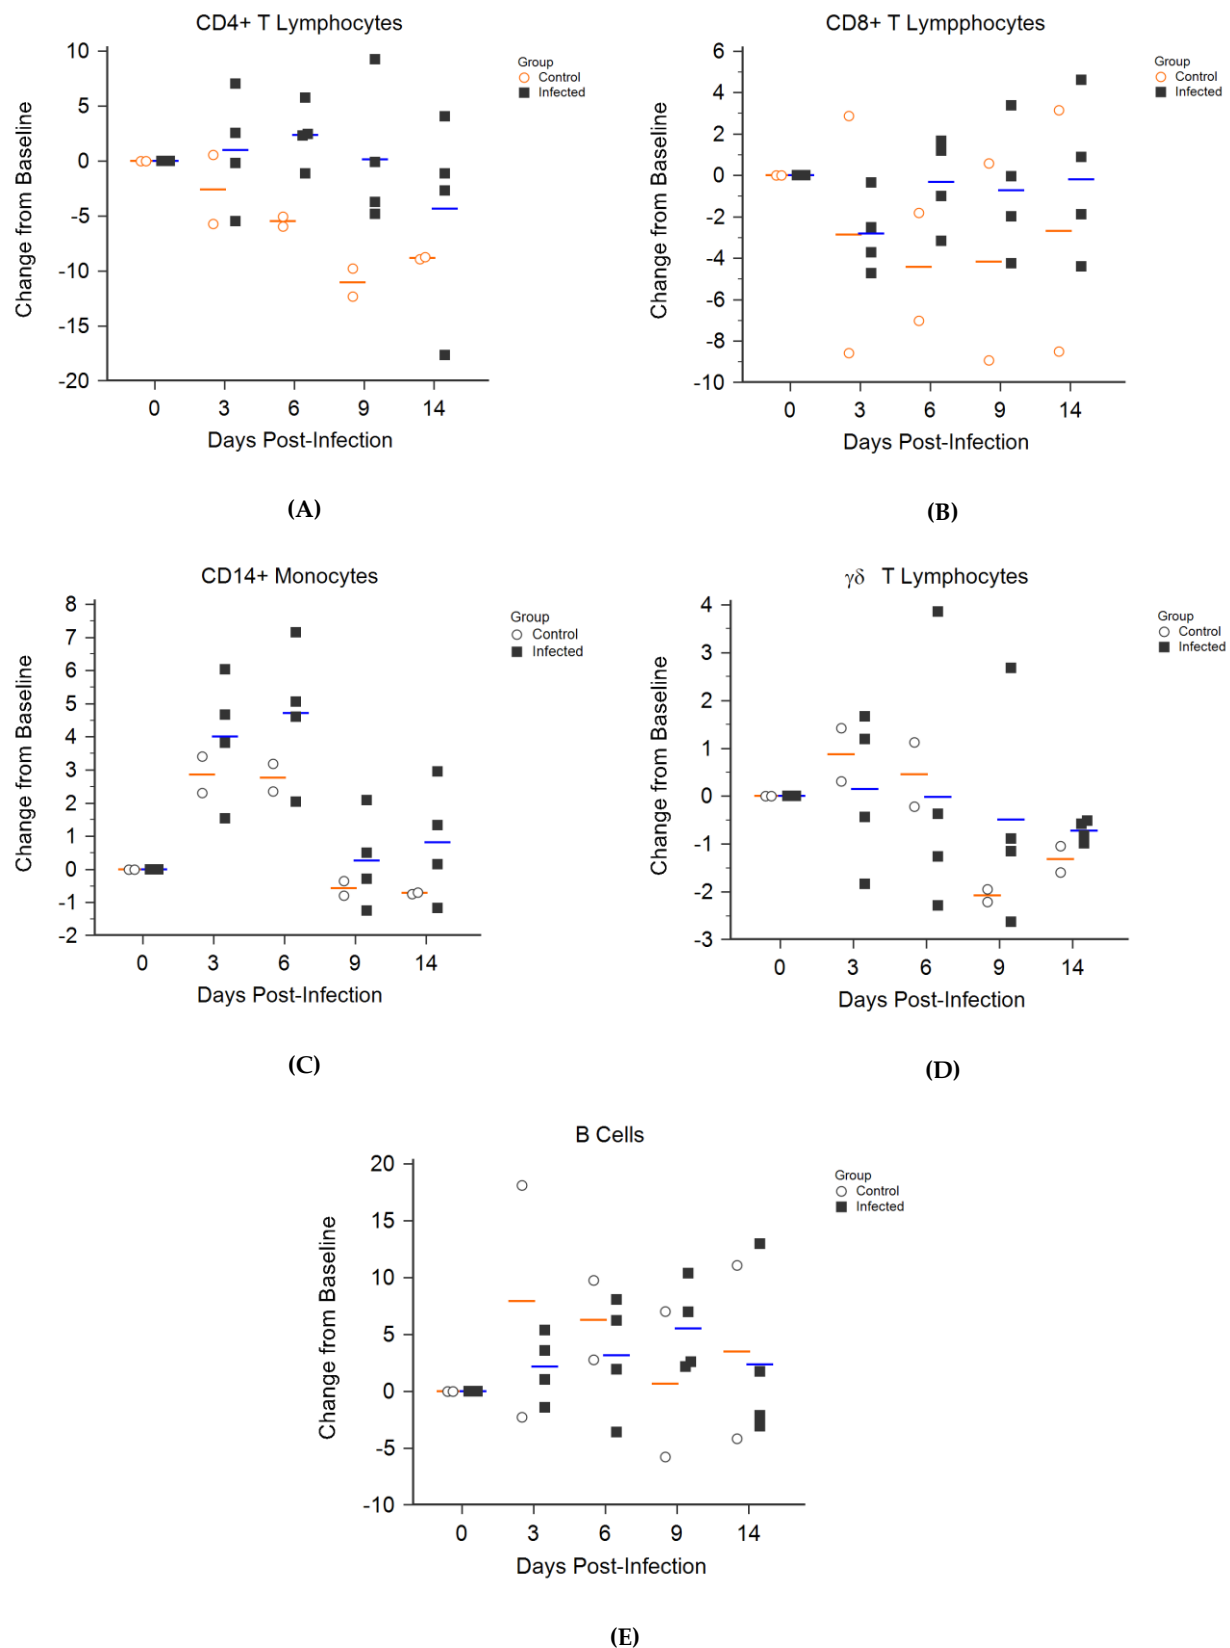 CD4+ T Lymphocytes
Group
Control
Infected
10
5
0
-5
-10
-15
-20
Change from Baseline
0 3 6 9 14
Days Post-Infection
(A)
CD8+ T Lympphocytes
Group
Control
Infected
6
4
2
0
-2
-4
-6
-8
-10
Change from Baseline
0 3 6 9 14
Days Post-Infection
(B)
CD14+ Monocytes
Group
Control
Infected
8
7
6
5
4
3
2
1
0
-1
-2
Change from Baseline
0 3 6 9 14
Days Post-Infection
(C)
γδ T Lymphocytes
Group
Control
Infected
4
3
2
1
0
-1
-2
-3
Change from Baseline
0 3 6 9 14
Days Post-Infection
(D)
B Cells
Group
Control
Infected
20
15
10
5
0
-5
-10
Change from Baseline
0 3 6 9 14
Days Post-Infection
(E)